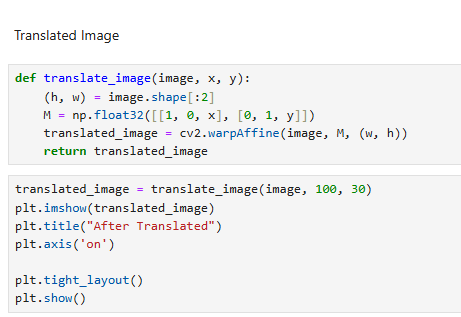 Translated Image
def translate_image(image, x, y):
    (h, w) = image.shape[:2]
    M = np.float32([[1, 0, x], [0, 1, y]])
    translated_image = cv2.warpAffine(image, M, (w, h))
    return translated_image
translated_image = translate_image(image, 100, 30)
plt.imshow(translated_image)
plt.title("After Translated")
plt.axis('on')
plt.tight_layout()
plt.show()